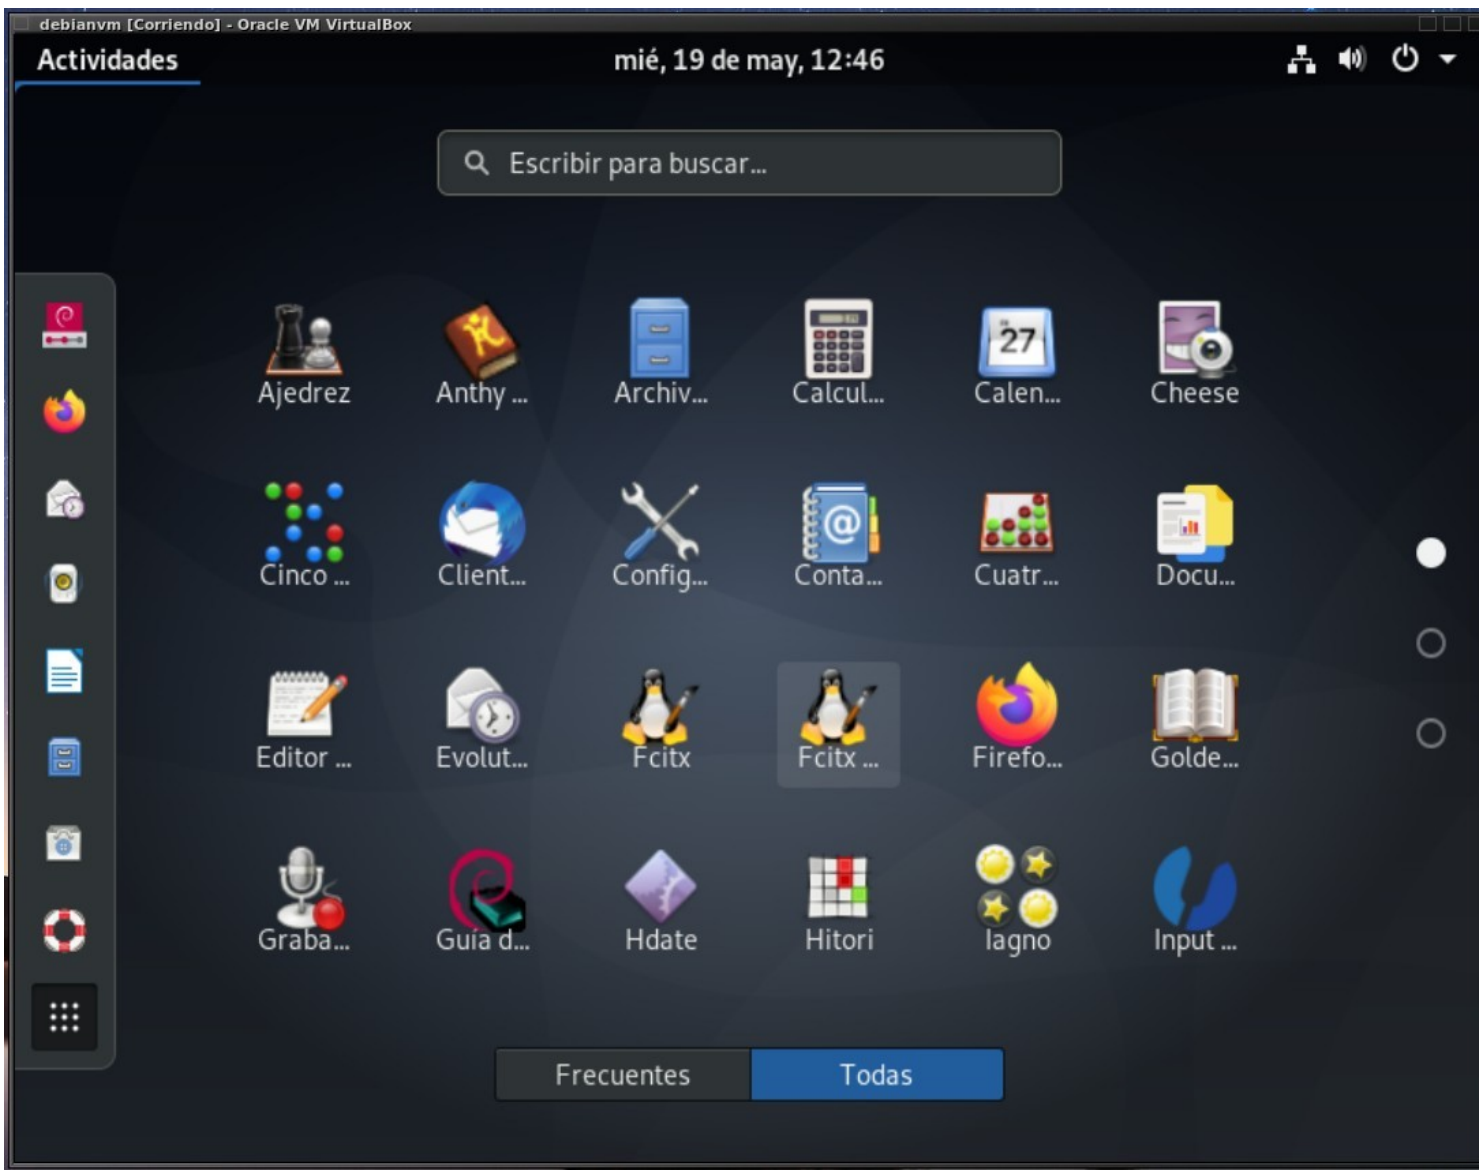 debianvm [Corriendo] - Oracle VM VirtualBox
Actividades
mié, 19 de may, 12:46
Escribir para buscar...
27
Ajedrez
Anthy ...
Archiv...
Calcul...
Calen...
Cheese
@
Cinco ...
Client...
Config...
Conta...
Cuatr...
Docu...
Editor ...
Evolut...
Fcitx
Fcitx ...
Firefo...
Golde...
Graba...
Guía d...
Hdate
Hitori
Iagno
Input ...
Frecuentes
Todas